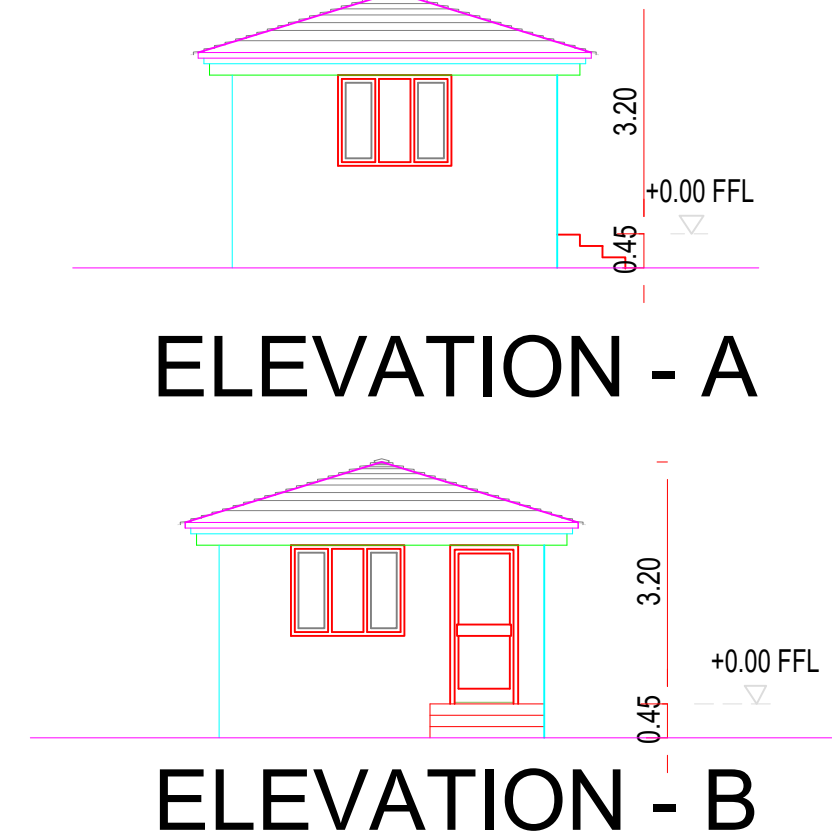 3.20
+0.00 FFL
0.45
ELEVATION - A
3.20
+0.00 FFL
0.45
ELEVATION - B